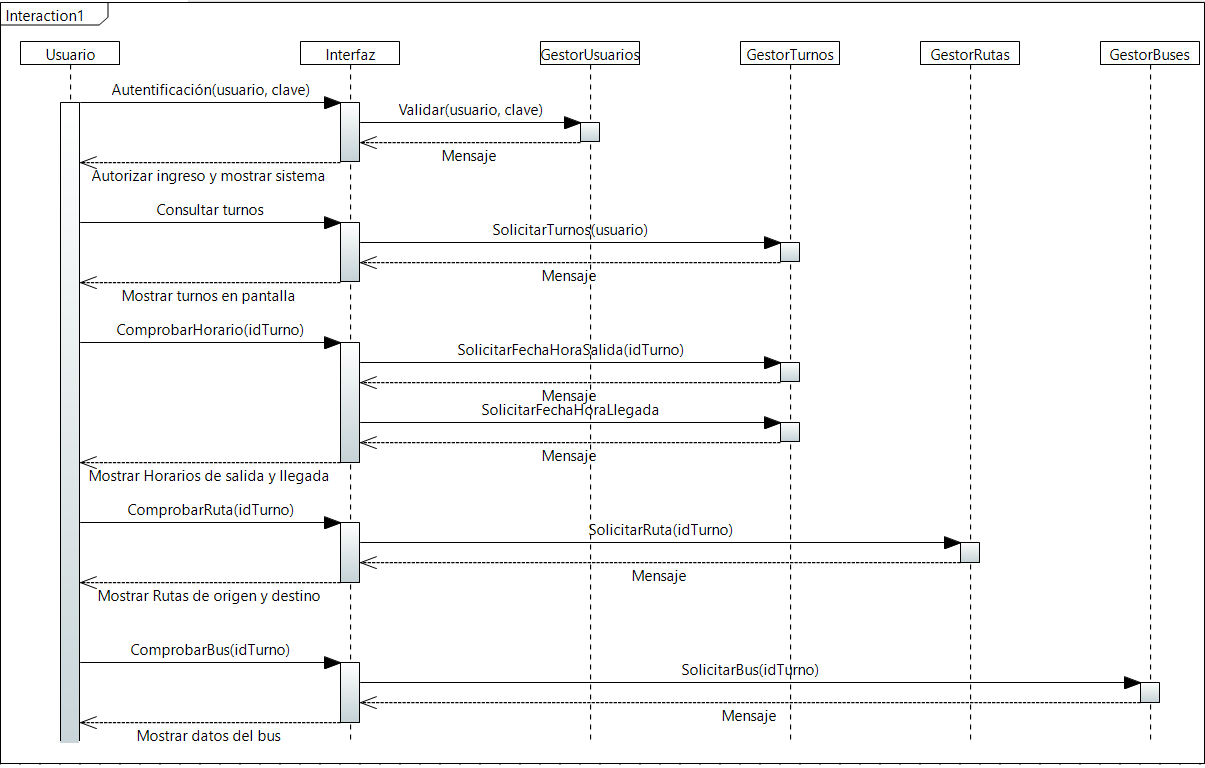 Interaction1
Usuario
Interfaz
GestorUsuarios
GestorTurnos
GestorRutas
GestorBuses
Autentificación(usuario, clave)
Validar(usuario, clave)
Mensaje
Autorizar ingreso y mostrar sistema
Consultar turnos
SolicitarTurnos(usuario)
Mensaje
Mostrar turnos en pantalla
ComprobarHorario(idTurno)
SolicitarFechaHoraSalida(idTurno)
Mensaje
SolicitarFechaHoraLlegada
Mensaje
Mostrar Horarios de salida y llegada
ComprobarRuta(idTurno)
SolicitarRuta(idTurno)
Mensaje
Mostrar Rutas de origen y destino
ComprobarBus(idTurno)
SolicitarBus(idTurno)
Mensaje
Mostrar datos del bus